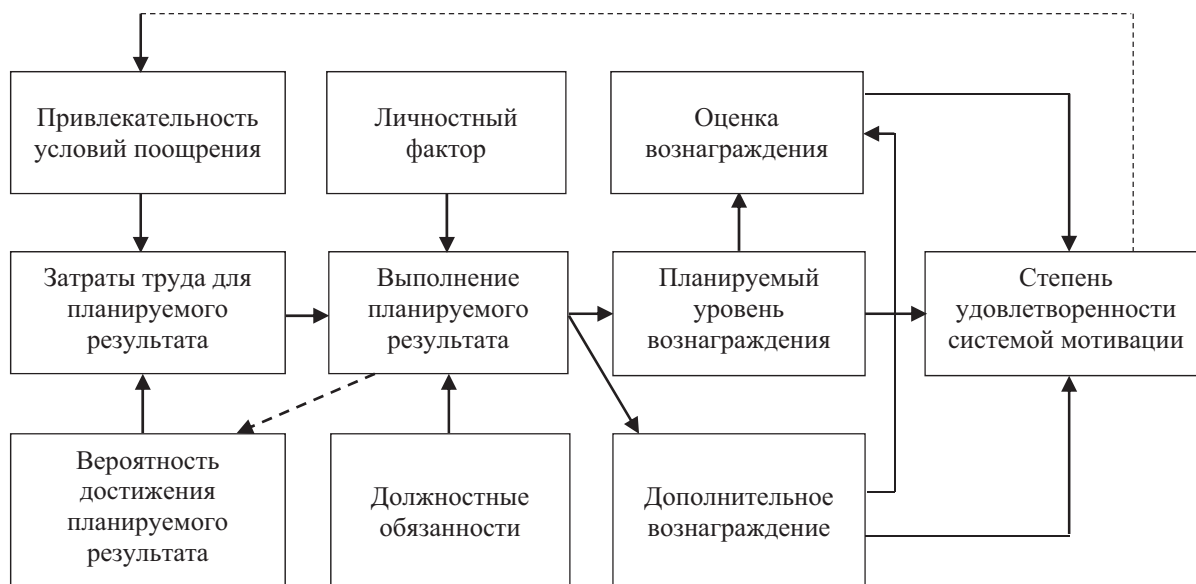 Привлекательность
условий поощрения
Личностный
фактор
Оценка
вознаграждения
Затраты труда для
планируемого
результата
Выполнение
планируемого
результата
Планируемый
уровень
вознаграждения
Степень
удовлетворенности
системой мотивации
Вероятность
достижения
планируемого
результата
Должностные
обязанности
Дополнительное
вознаграждение